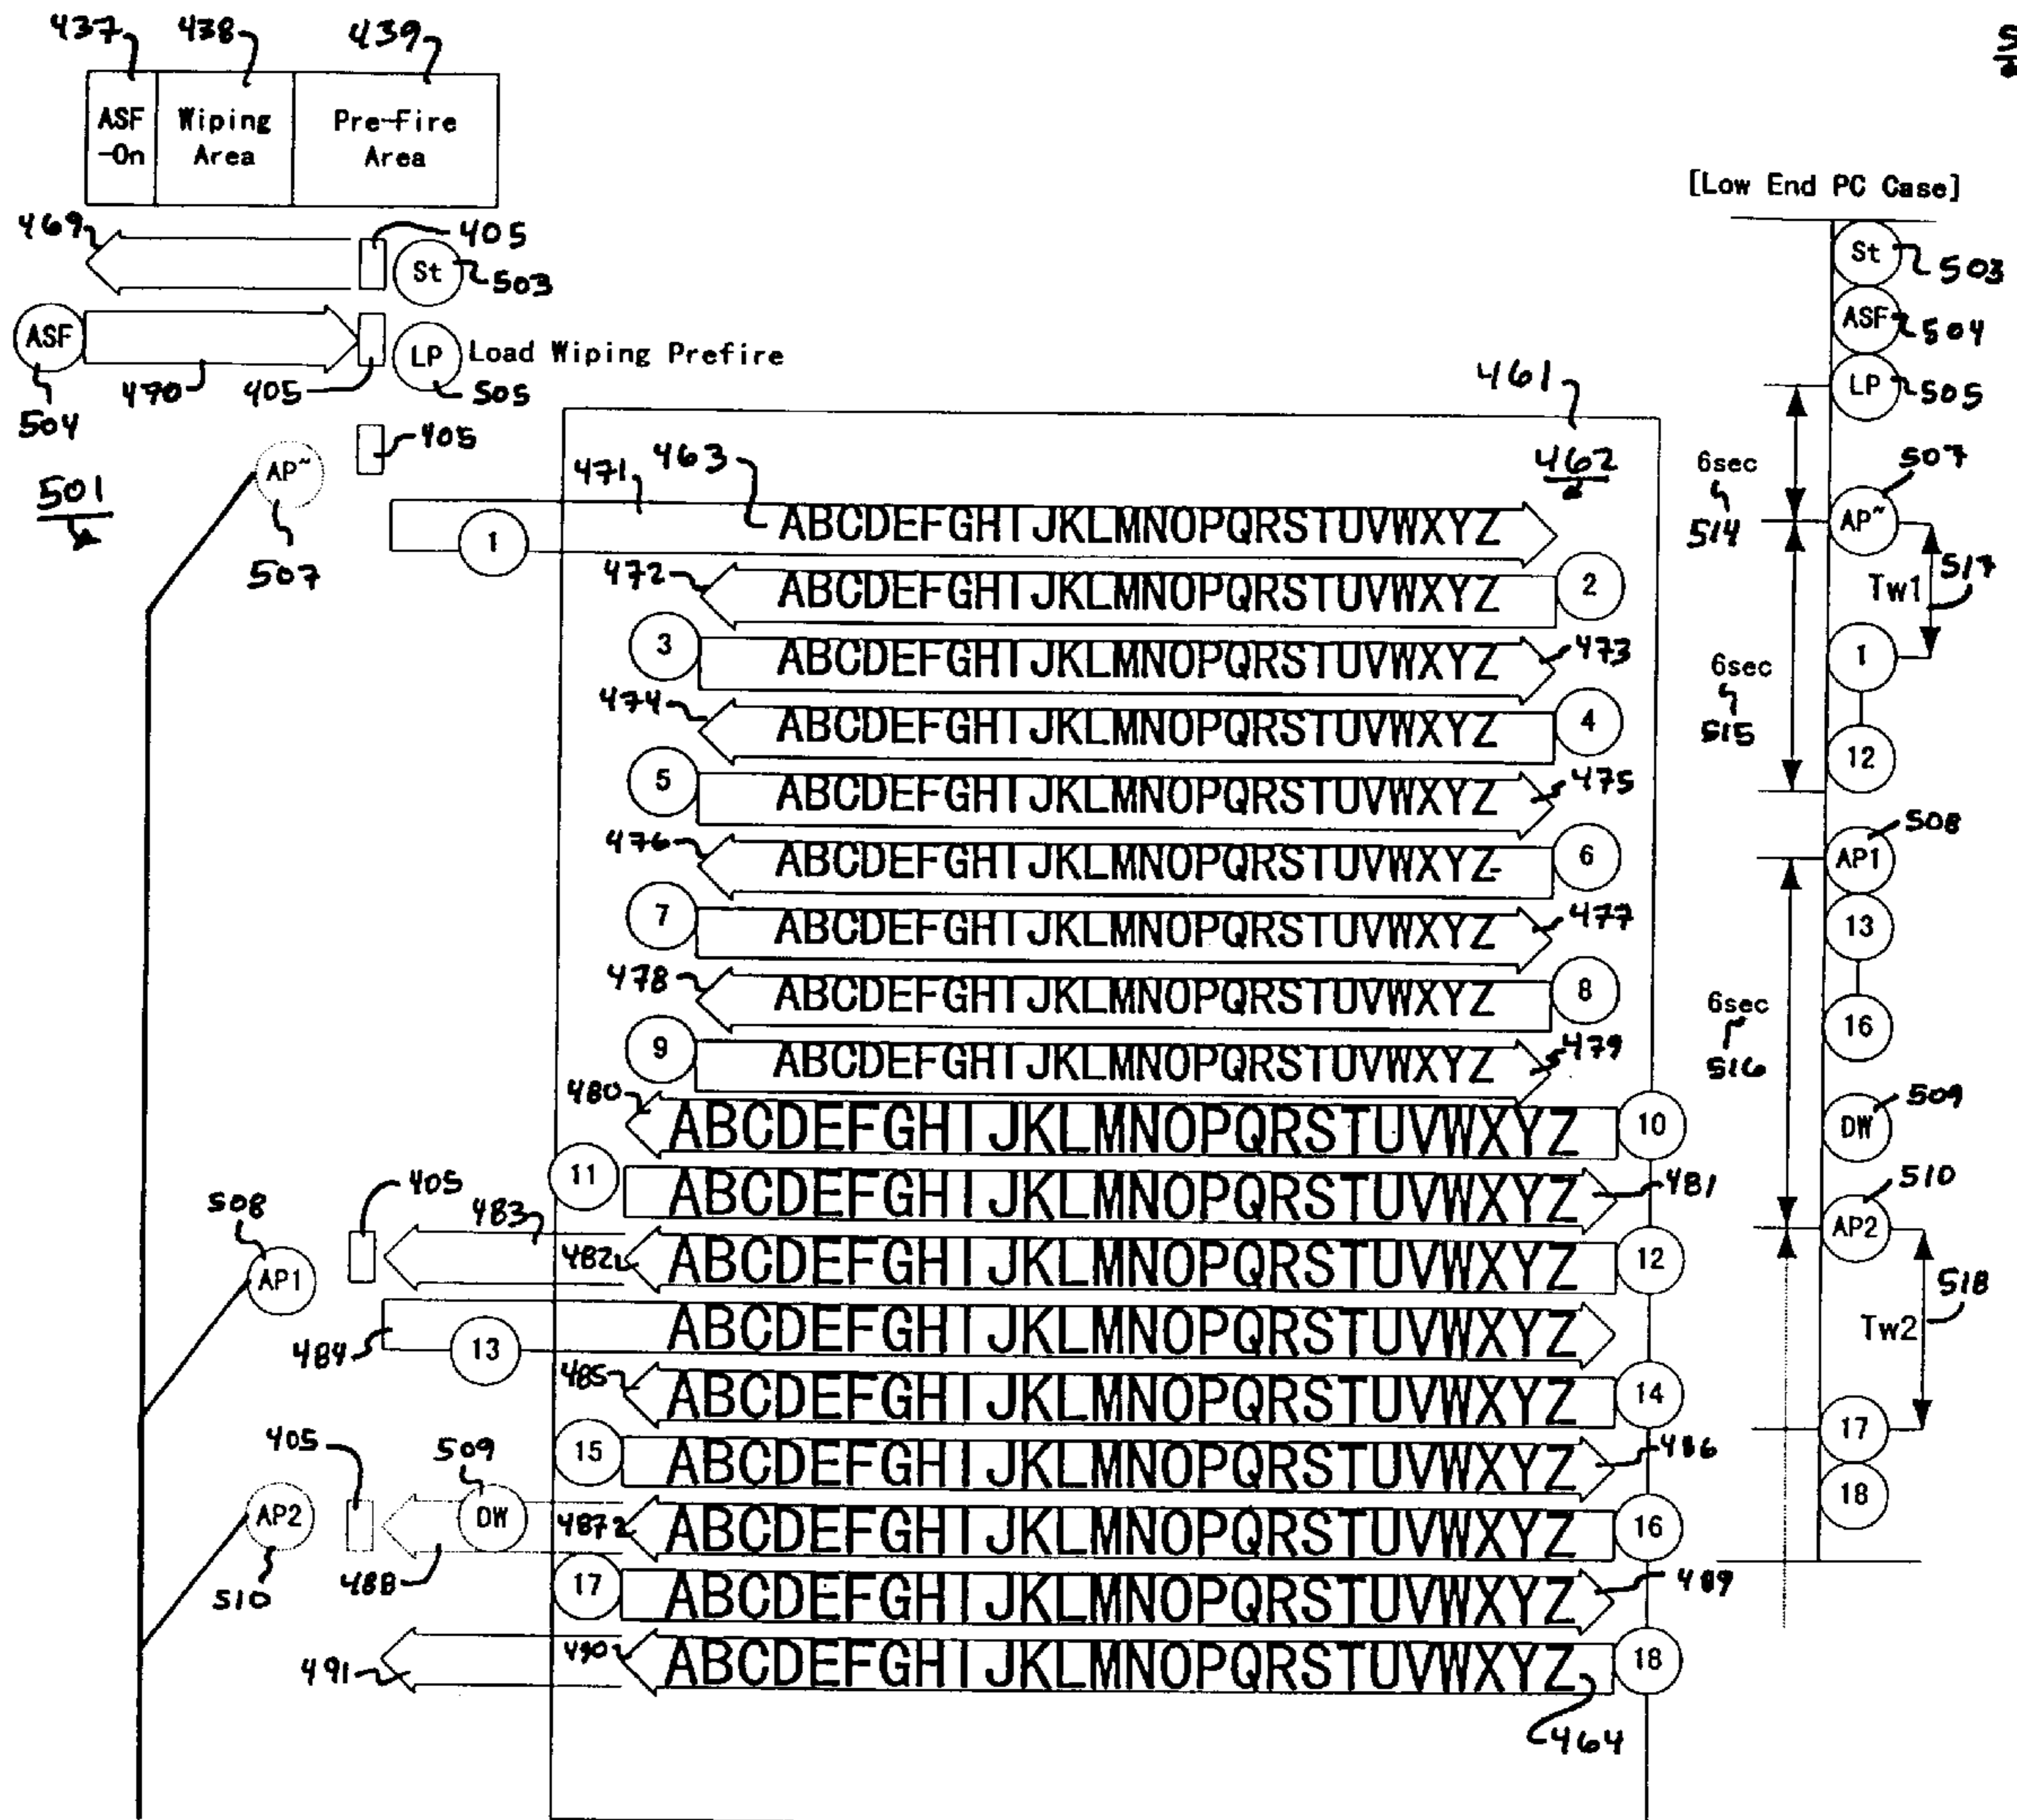 437 438 439
ASF -On
Wiping Area
Pre-Fire Area
[Low End PC Case]
469 405 St 503
ASF LP Load Wiping Prefire
504 470 405 505
405
AP~ 507
501
461
463 471 462
1 ABCDEFGHIJKLMNOPQRSTUVWXYZ
472 ABCDEFGHIJKLMNOPQRSTUVWXYZ 2
3 ABCDEFGHIJKLMNOPQRSTUVWXYZ 473
474 ABCDEFGHIJKLMNOPQRSTUVWXYZ 4
5 ABCDEFGHIJKLMNOPQRSTUVWXYZ 475
476 ABCDEFGHIJKLMNOPQRSTUVWXYZ 6
7 ABCDEFGHIJKLMNOPQRSTUVWXYZ 477
478 ABCDEFGHIJKLMNOPQRSTUVWXYZ 8
9 ABCDEFGHIJKLMNOPQRSTUVWXYZ 479
480 ABCDEFGHIJKLMNOPQRSTUVWXYZ 10
11 ABCDEFGHIJKLMNOPQRSTUVWXYZ 481
508 AP1 405 483 482 ABCDEFGHIJKLMNOPQRSTUVWXYZ 12
484 13 ABCDEFGHIJKLMNOPQRSTUVWXYZ
485 ABCDEFGHIJKLMNOPQRSTUVWXYZ 14
15 ABCDEFGHIJKLMNOPQRSTUVWXYZ 486
AP2 510 405 488 DW 509 487 ABCDEFGHIJKLMNOPQRSTUVWXYZ 16
17 ABCDEFGHIJKLMNOPQRSTUVWXYZ 489
491 490 ABCDEFGHIJKLMNOPQRSTUVWXYZ 18
464
St 503
ASF 504
LP 505
6sec 514
AP~ 507
Tw1 517
6sec 515
1
12
AP1 508
13
6sec 516
16
DW 509
AP2 510
Tw2 518
17
18